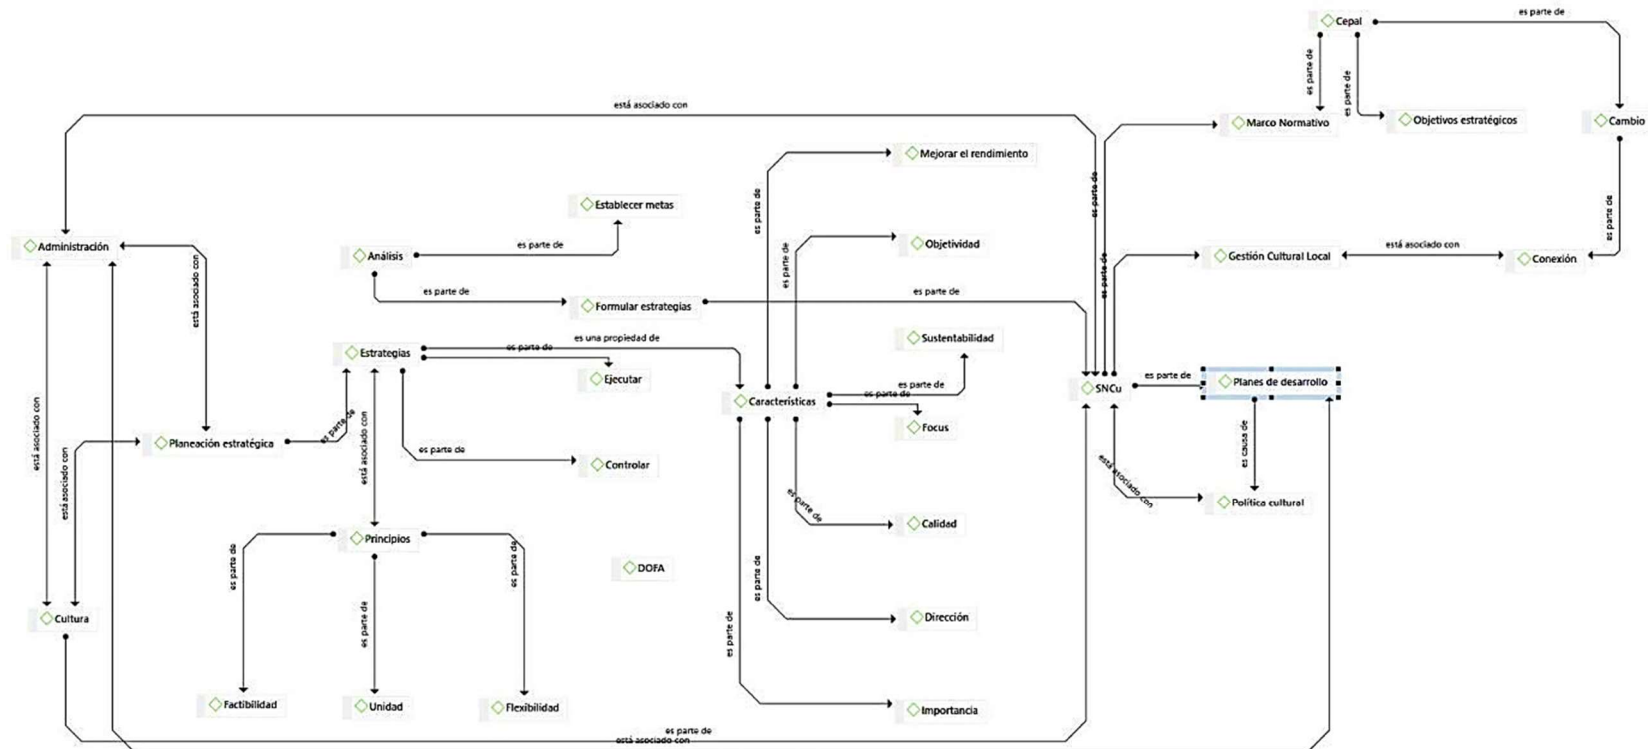 es parte de
Cepal
es parte de
es parte de
está asociado con
Marco Normativo
Objetivos estratégicos
Cambio
Mejorar el rendimiento
es parte de
es parte de
Establecer metas
es parte de
Administración
es parte de
Análisis
es parte de
Objetividad
es parte de
Gestión Cultural Local
está asociado con
Conexión
está asociado con
es parte de
es parte de
Formular estrategias
es parte de
es una propiedad de
Sustentabilidad
Estrategias
es parte de
Ejecutar
es parte de
es parte de
Características
SNCu
es parte de
Planes de desarrollo
está asociado con
es parte de
Focus
está asociado con
Planeación estratégica
es parte de
está asociado con
es parte de
Controlar
es causa de
está asociado con
Política cultural
es parte de
Calidad
Principios
es parte de
es parte de
DOFA
es parte de
Cultura
es parte de
es parte de
Dirección
Factibilidad
Unidad
Flexibilidad
Importancia
es parte de
está asociado con